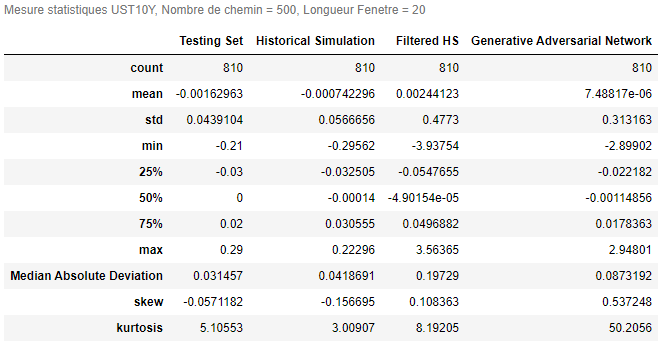 Mesure statistiques UST10Y, Nombre de chemin = 500, Longueur Fenetre = 20
Testing Set Historical Simulation Filtered HS Generative Adversarial Network
count 810 810 810 810
mean -0.00162963 -0.000742296 0.00244123 7.48817e-06
std 0.0439104 0.0566656 0.4773 0.313163
min -0.21 -0.29562 -3.93754 -2.89902
25% -0.03 -0.032505 -0.0547655 -0.022182
50% 0 -0.00014 -4.90154e-05 -0.00114856
75% 0.02 0.030555 0.0496882 0.0178363
max 0.29 0.22296 3.56365 2.94801
Median Absolute Deviation 0.031457 0.0418691 0.19729 0.0873192
skew -0.0571182 -0.156695 0.108363 0.537248
kurtosis 5.10553 3.00907 8.19205 50.2056